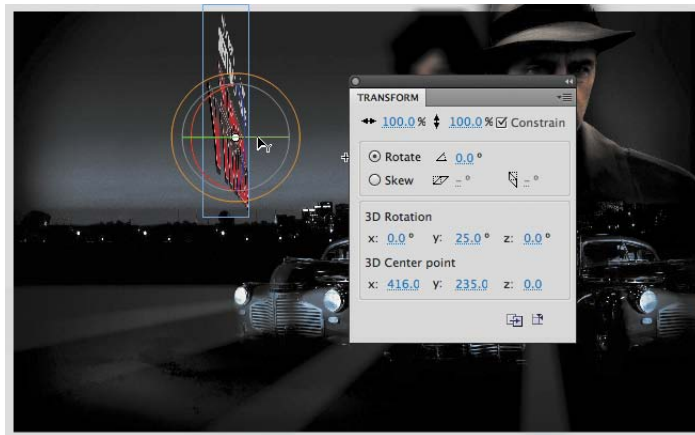 TRANSFORM
100.0 % 100.0 % Constrain
Rotate 0.0 °
Skew - ° - °
3D Rotation
x: 0.0 ° y: 25.0 ° z: 0.0 °
3D Center point
x: 416.0 y: 235.0 z: 0.0